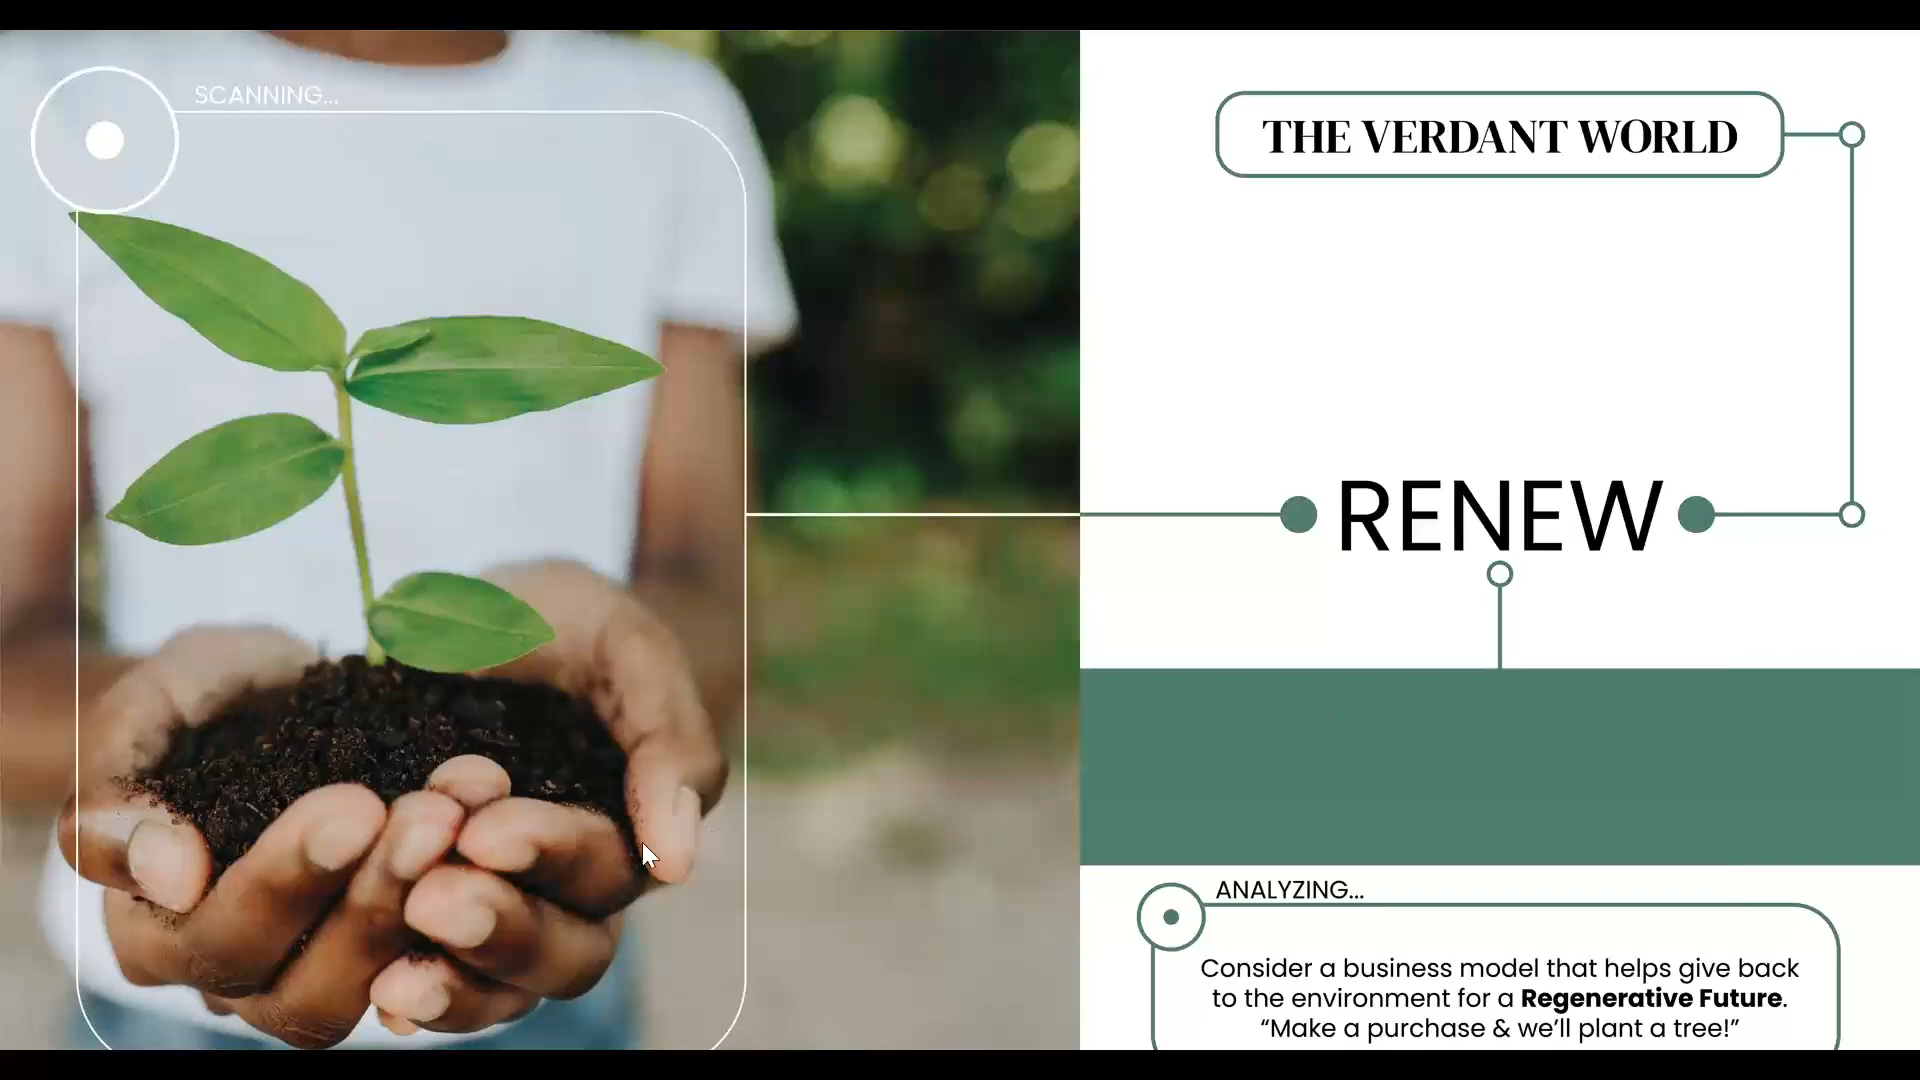 SCANNING...
THE VERDANT WORLD
RENEW
ANALYZING...
Consider a business model that helps give back
to the environment for a Regenerative Future.
“Make a purchase & we’ll plant a tree!”